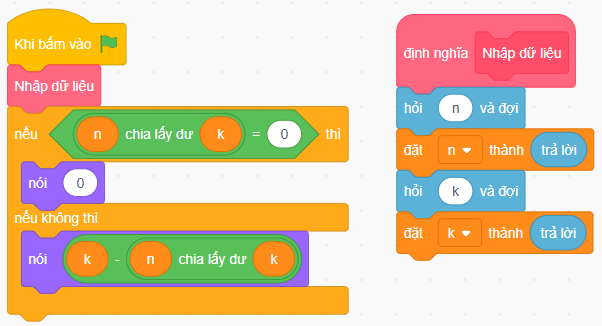 Khi bấm vào
Nhập dữ liệu
nếu n chia lấy dư k = 0 thì
nói 0
nếu không thì
nói k - n chia lấy dư k
định nghĩa Nhập dữ liệu
hỏi n và đợi
đặt n thành trả lời
hỏi k và đợi
đặt k thành trả lời